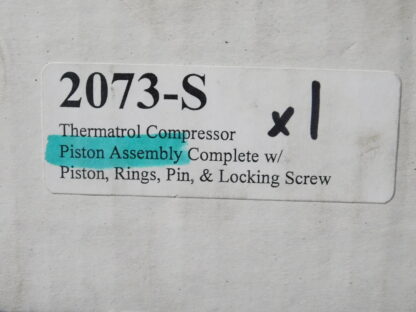 2073-S
x1
Thermatrol Compressor
Piston Assembly Complete w/
Piston, Rings, Pin, & Locking Screw